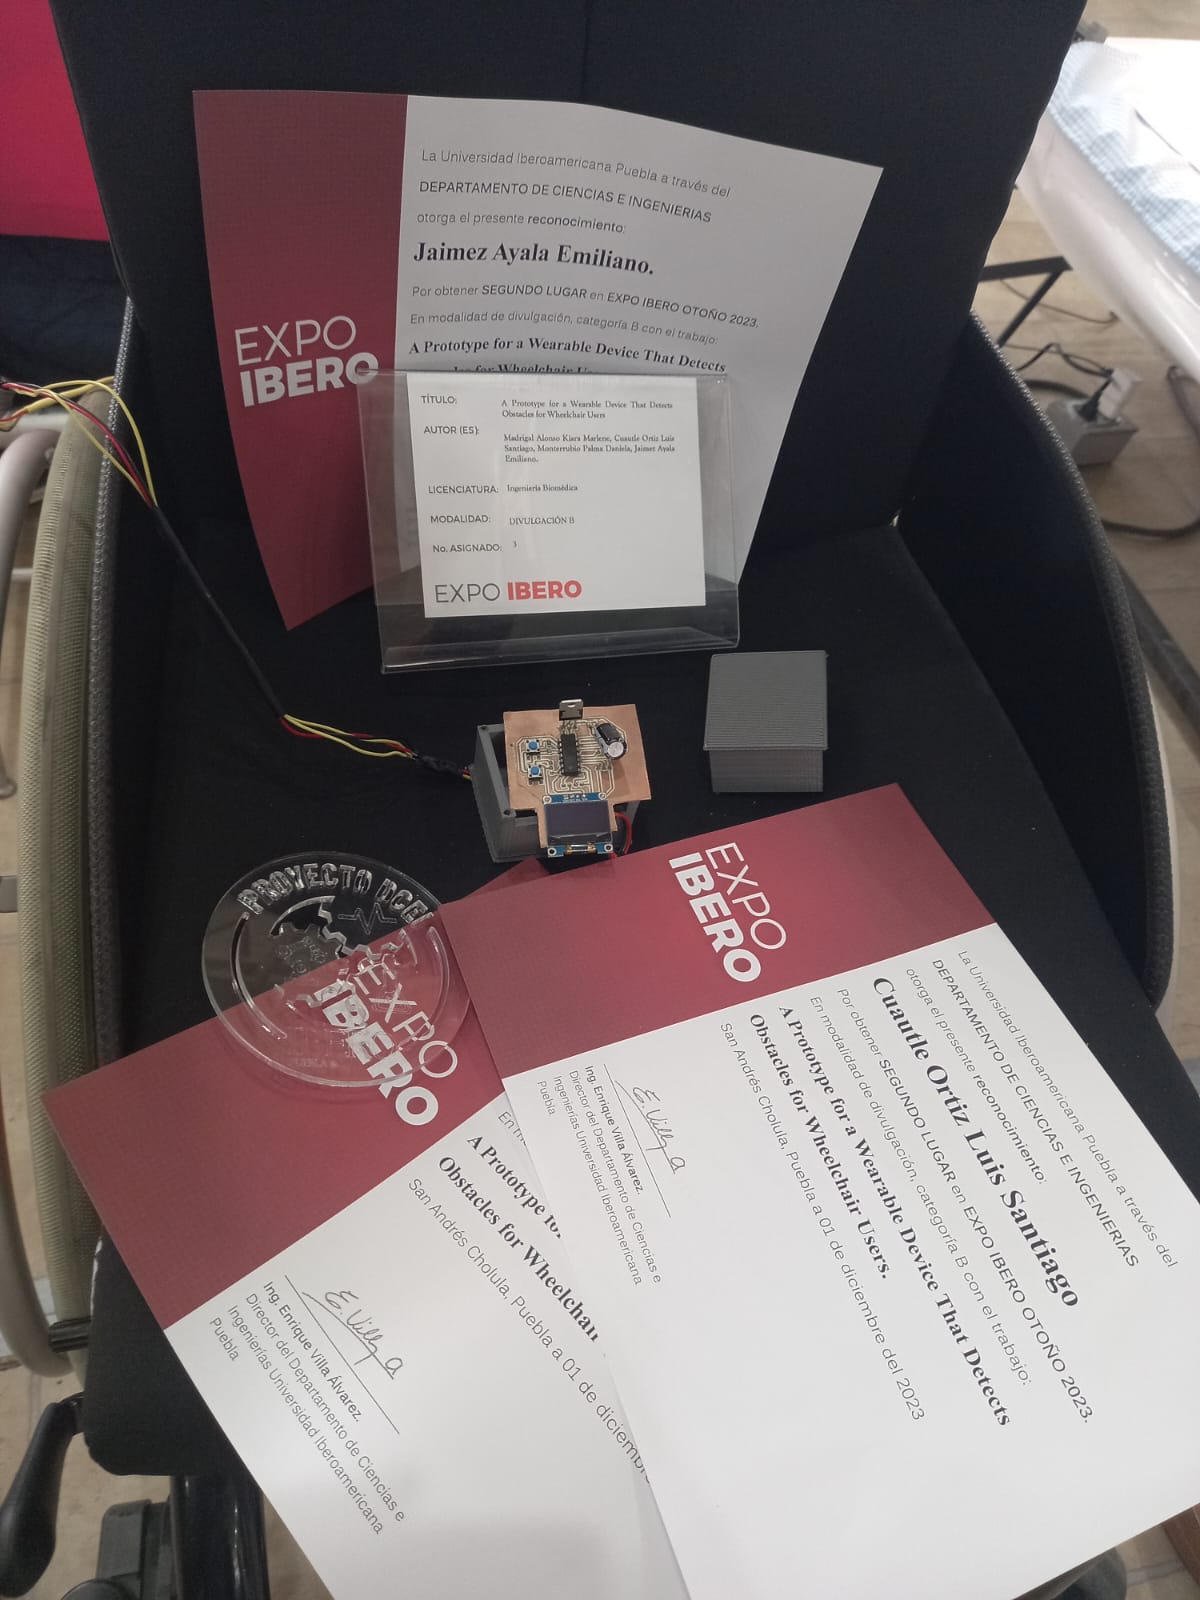 La Universidad Iberoamericana Puebla a través del
DEPARTAMENTO DE CIENCIAS E INGENIERIAS
otorga el presente reconocimiento:
Jaimez Ayala Emiliano.
Por obtener SEGUNDO LUGAR en EXPO IBERO OTOÑO 2023,
En modalidad de divulgación, categoría B con el trabajo:
A Prototype for a Wearable Device That Detects
for Wheelchair Users
EXPO
IBERO
TÍTULO: A Prototype for a Wearable Device That Detects
Obstacles for Wheelchair Users
AUTOR (ES): Madrigal Alonso Kiara Marlene, Cuautle Ortiz Luis
Santiago, Monterrubio Palma Daniela, Jaimez Ayala
Emiliano.
LICENCIATURA: Ingeniería Biomédica
MODALIDAD: DIVULGACIÓN B
No. ASIGNADO: 3
EXPO IBERO
PROYECTO DCEI
EXPO
IBERO
La Universidad Iberoamericana Puebla a través del
DEPARTAMENTO DE CIENCIAS E INGENIERIAS
otorga el presente reconocimiento:
Cuautle Ortiz Luis Santiago
Por obtener SEGUNDO LUGAR en EXPO IBERO OTOÑO 2023.
En modalidad de divulgación, categoría B con el trabajo:
A Prototype for a Wearable Device That Detects
Obstacles for Wheelchair Users.
San Andrés Cholula, Puebla a 01 de diciembre del 2023
E. Villa A
Ing. Enrique Villa Álvarez.
Director del Departamento de Ciencias e
Ingenierías Universidad Iberoamericana
Puebla
EXPO
IBERO
En
A Prototype
Obstacles for Wheelchair
San Andrés Cholula, Puebla a 01 de diciembre
E. Villa A
Ing. Enrique Villa Álvarez.
Director del Departamento de Ciencias e
Ingenierías Universidad Iberoamericana
Puebla